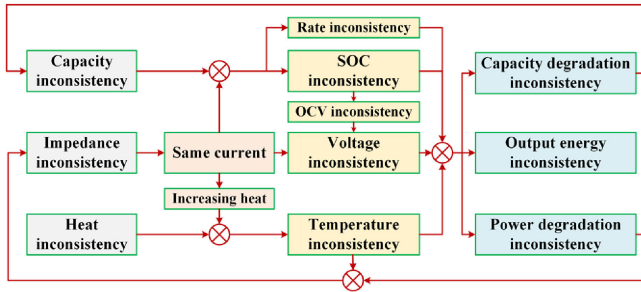 Rate inconsistency
Capacity
inconsistency
SOC
inconsistency
Capacity degradation
inconsistency
OCV inconsistency
Impedance
inconsistency
Same current
Voltage
inconsistency
Output energy
inconsistency
Increasing heat
Heat
inconsistency
Temperature
inconsistency
Power degradation
inconsistency